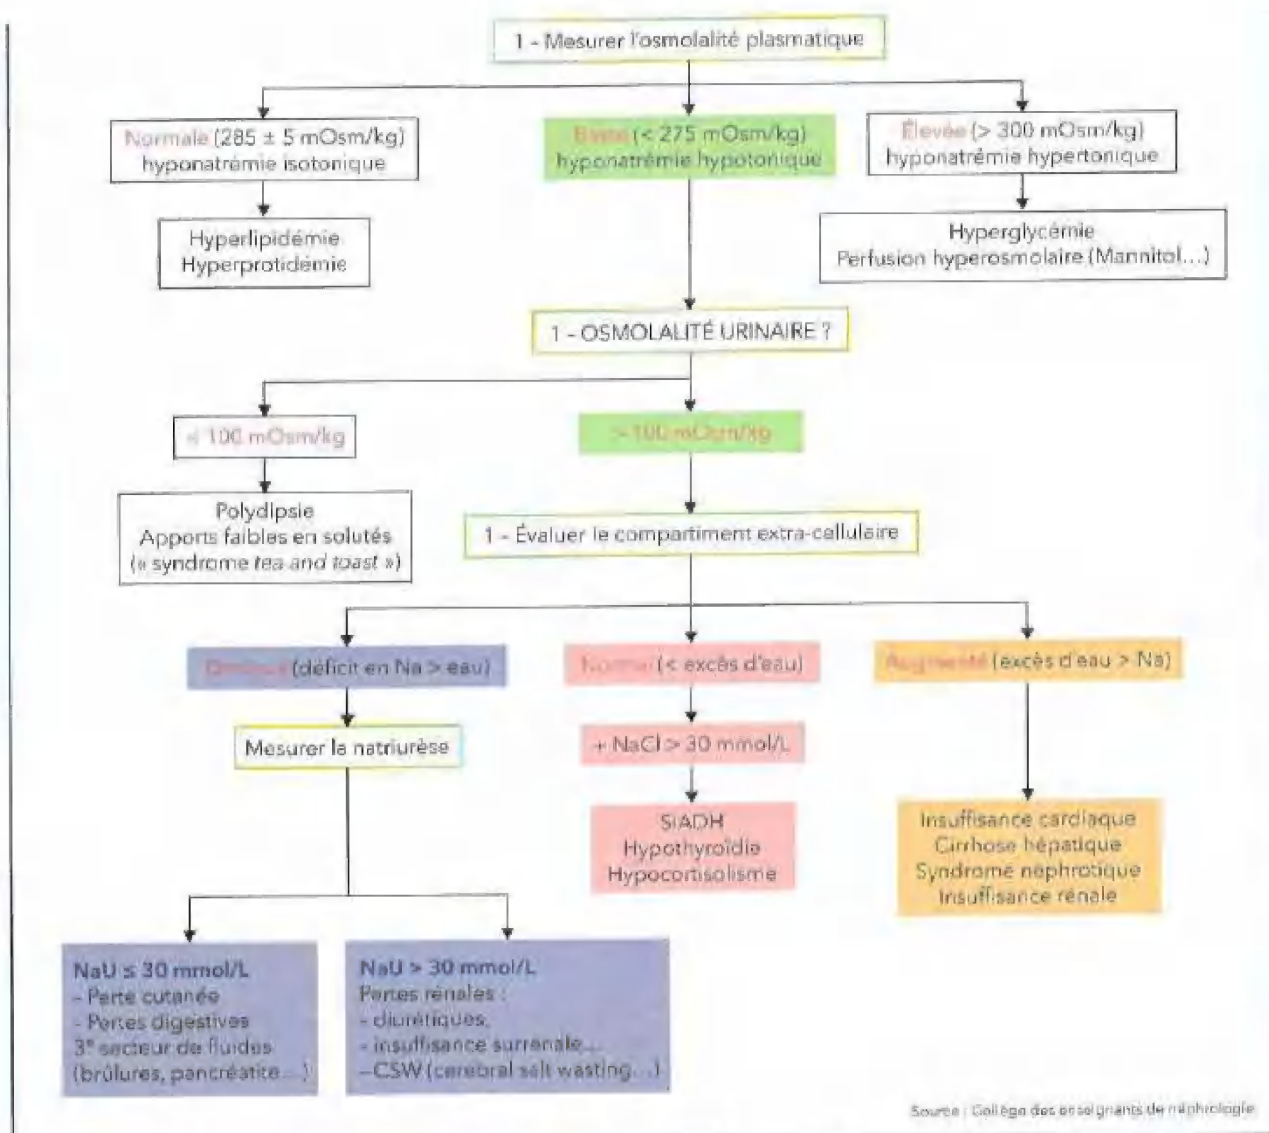 1 - Mesurer l'osmolalité plasmatique
Normale (285 ± 5 mOsm/kg)
hyponatrémie isotonique
Basse (< 275 mOsm/kg)
hyponatrémie hypotonique
Élevée (> 300 mOsm/kg)
hyponatrémie hypertonique
Hyperlipidémie
Hyperprotidémie
Hyperglycémie
Perfusion hyperosmolaire (Mannitol...)
1 - OSMOLALITÉ URINAIRE ?
< 100 mOsm/kg
> 100 mOsm/kg
Polydipsie
Apports faibles en solutés
(« syndrome tea and toast »)
1 - Évaluer le compartiment extra-cellulaire
(déficit en Na > eau)
Normal (< excès d'eau)
Augmenté (excès d'eau > Na)
Mesurer la natriurèse
+ NaCl > 30 mmol/L
SIADH
Hypothyroïdie
Hypocortisolisme
Insuffisance cardiaque
Cirrhose hépatique
Syndrome néphrotique
Insuffisance rénale
NaU ≤ 30 mmol/L
- Perte cutanée
- Pertes digestives
3e secteur de fluides
(brûlures, pancréatite...)
NaU > 30 mmol/L
Pertes rénales :
- diurétiques,
- insuffisance surrénale...
- CSW (cerebral salt wasting...)
Source : Collège des enseignants de néphrologie